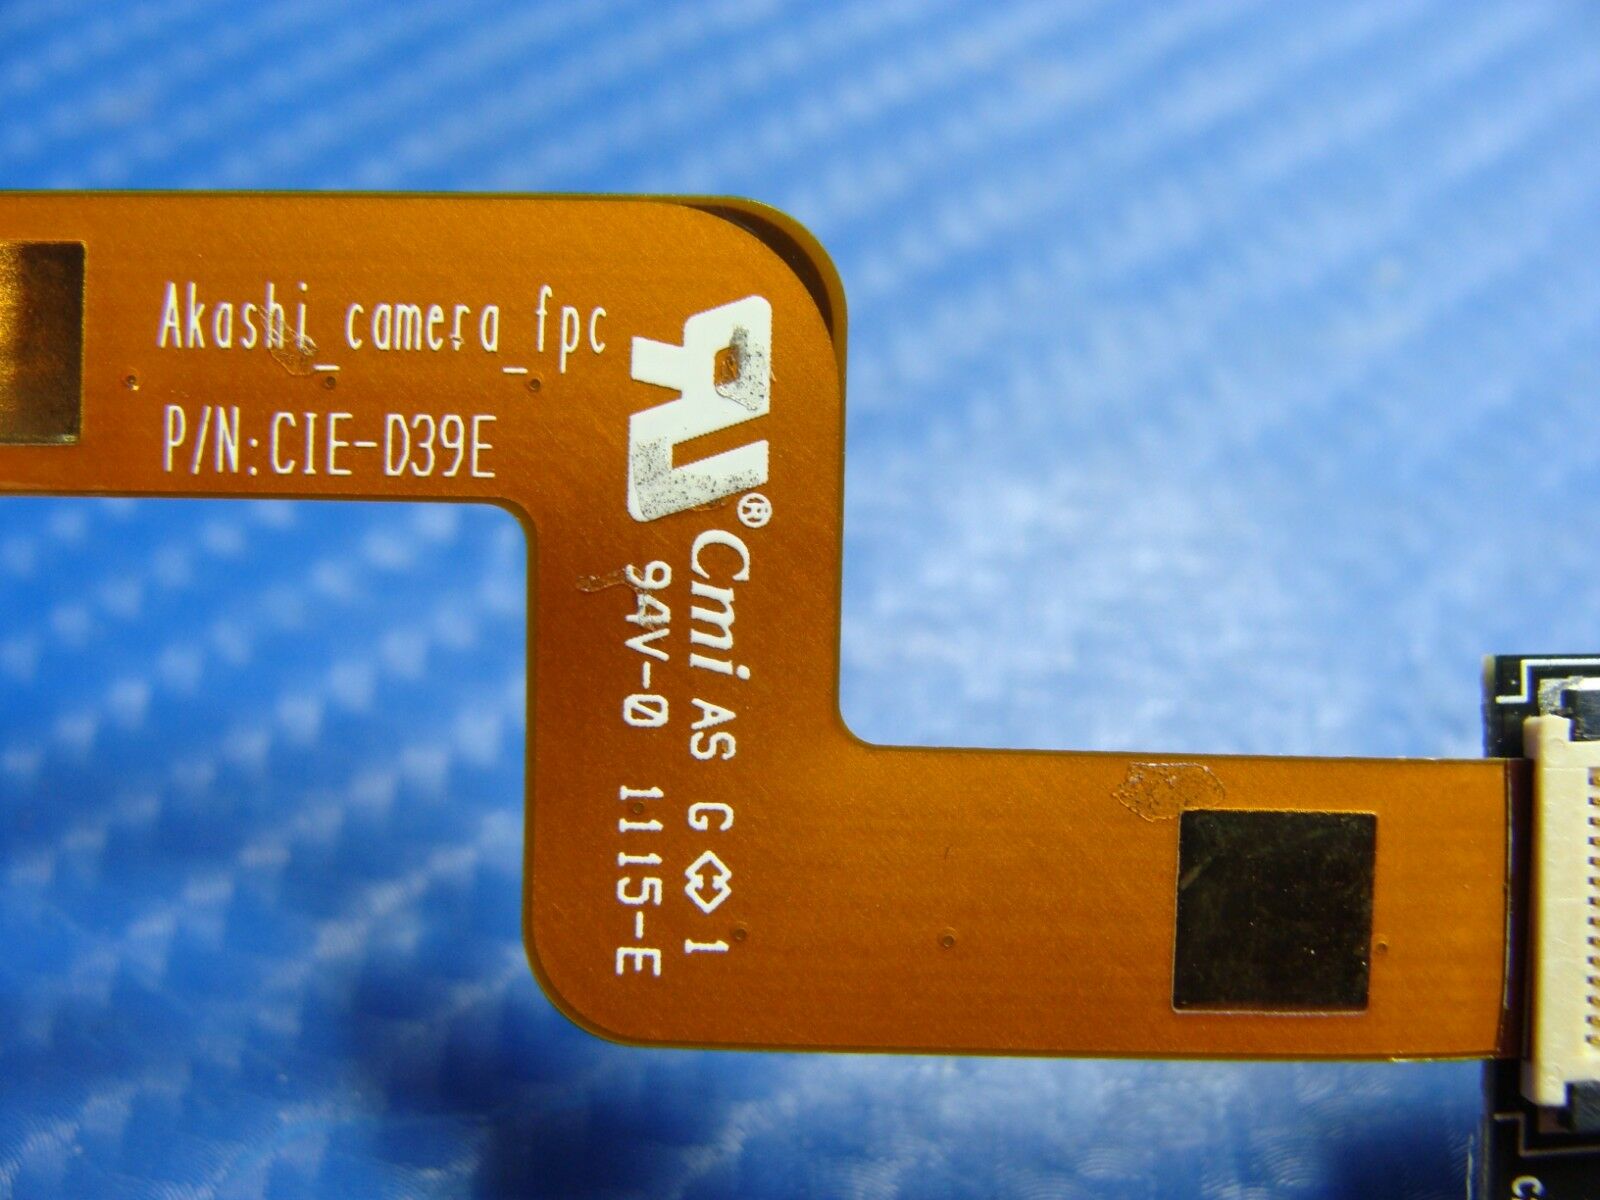 Akashi_camera_fpc
P/N:CIE-D39E
®
Cmi AS G 1
94V-0 1115-E
C